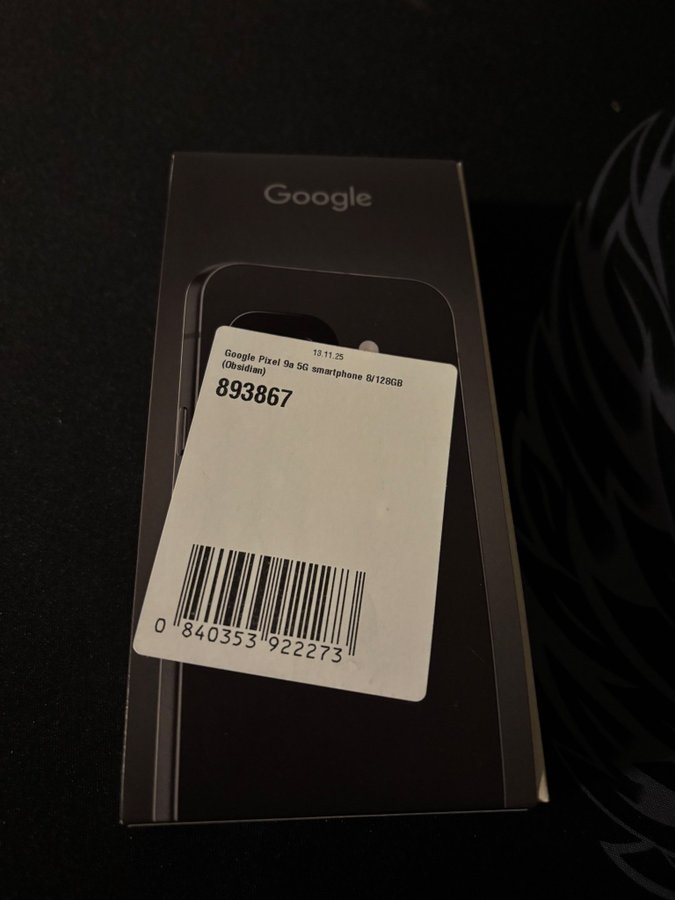 Google
13.11.25
Google Pixel 9a 5G smartphone 8/128GB
(Obsidian)
893867
0 840353 922273